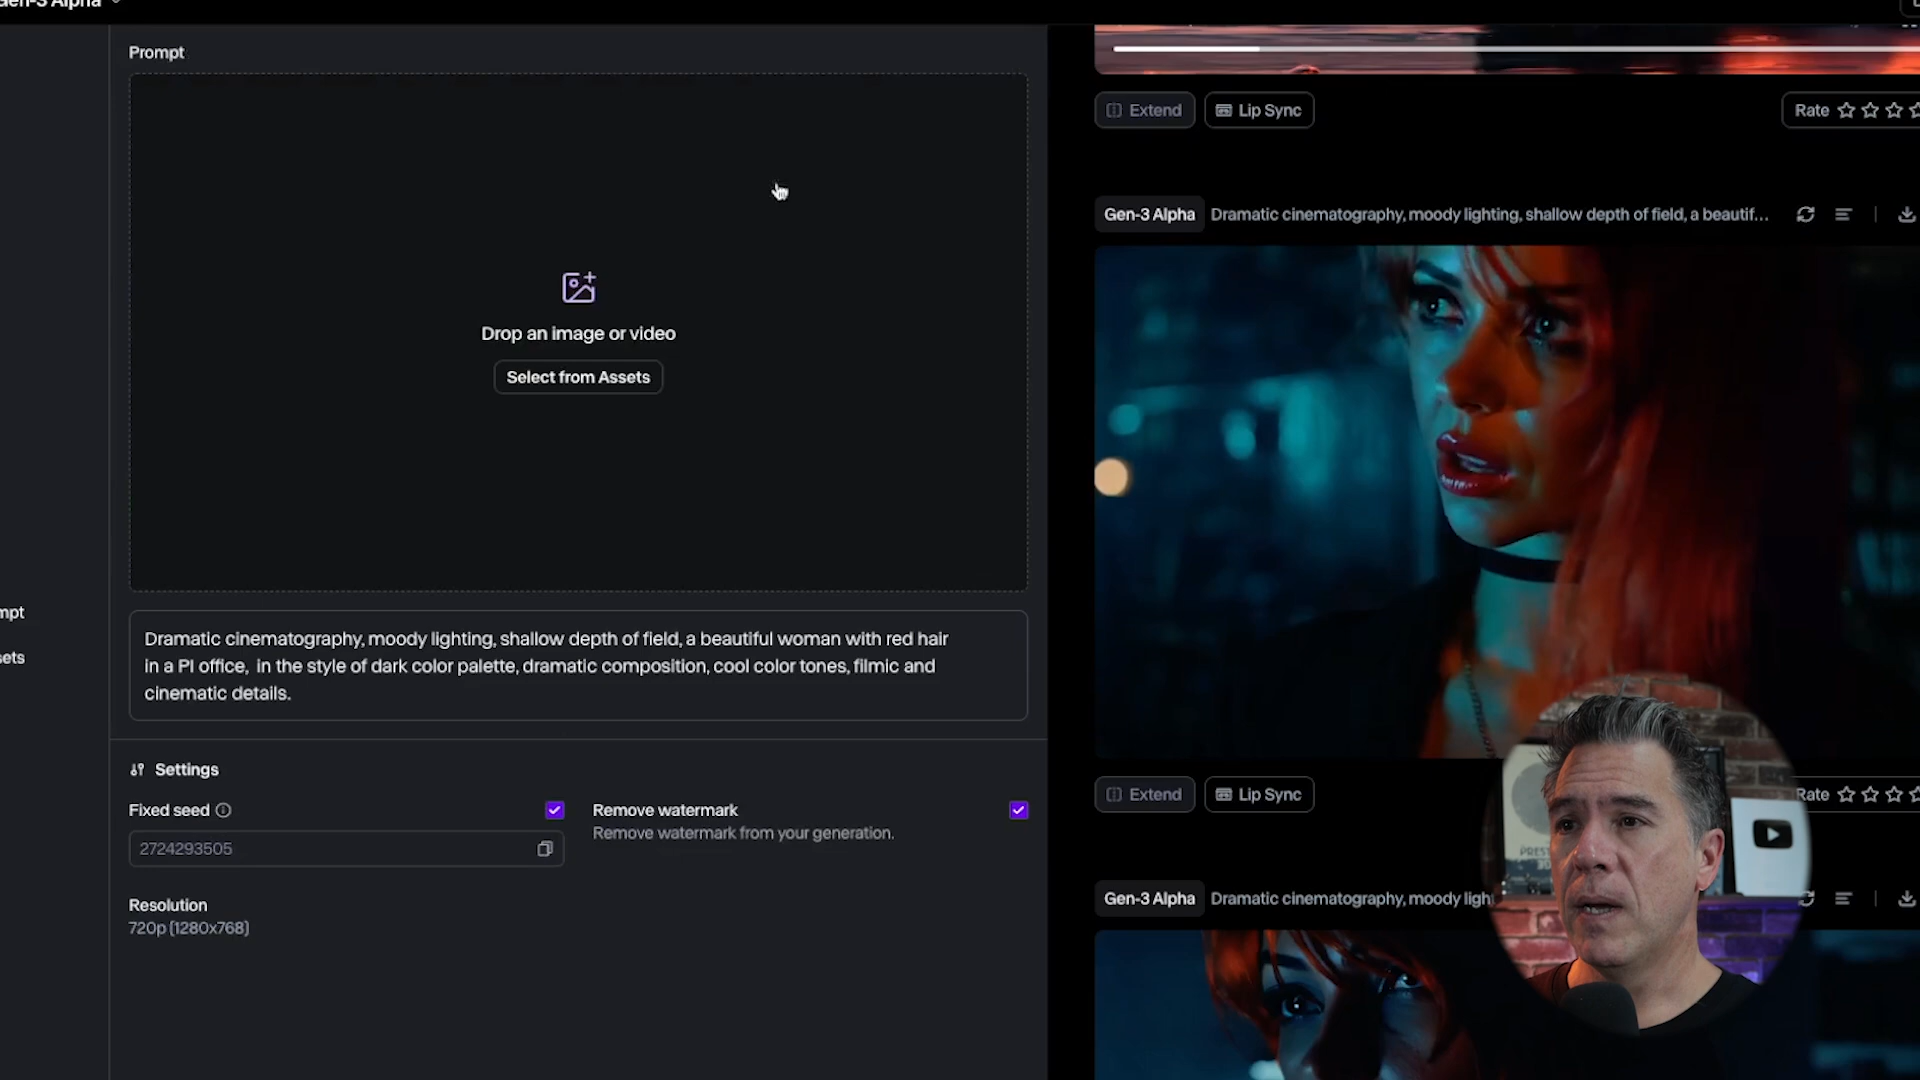 Gen-3 Alpha
Prompt
Drop an image or video
Select from Assets
Dramatic cinematography, moody lighting, shallow depth of field, a beautiful woman with red hair
in a PI office,  in the style of dark color palette, dramatic composition, cool color tones, filmic and
cinematic details.
mpt
sets
Settings
Fixed seed
2724293505
Remove watermark
Remove watermark from your generation.
Resolution
720p (1280x768)
Extend
Lip Sync
Rate
Gen-3 Alpha
Dramatic cinematography, moody lighting, shallow depth of field, a beautif...
Extend
Lip Sync
Rate
Gen-3 Alpha
Dramatic cinematography, moody ligh